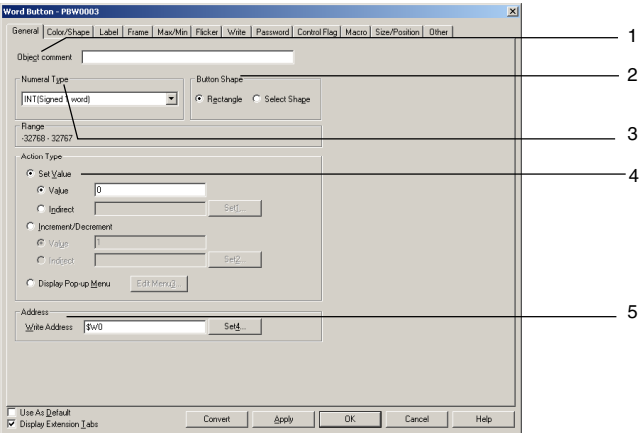 Word Button - PBW0003
General Color/Shape Label Frame Max/Min Flicker Write Password Control Flag Macro Size/Position Other
1
Object comment
2
Numeral Type
Button Shape
INT(Signed 1 word)
Rectangle Select Shape
3
Range
-32768 - 32767
Action Type
Set Value
4
Value 0
Indirect Set1...
Increment/Decrement
Value 1
Indirect Set2...
Display Pop-up Menu Edit Menu3...
Address
5
Write Address $W0 Set4...
Use As Default
Display Extension Tabs
Convert Apply OK Cancel Help